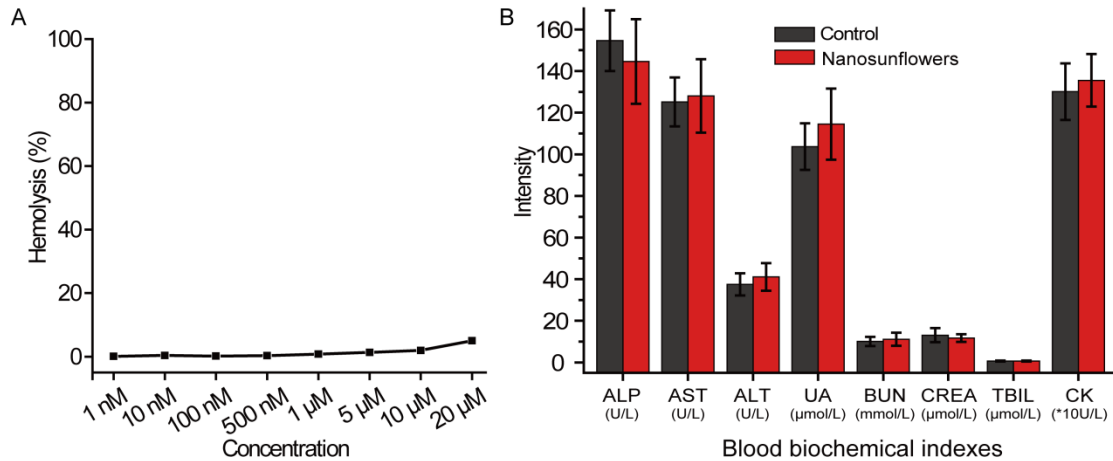 A
Hemolysis (%)
100
80
60
40
20
0
1 nM
10 nM
100 nM
500 nM
1 µM
5 µM
10 µM
20 µM
Concentration
B
Intensity
160
140
120
100
80
60
40
20
0
Control
Nanosunflowers
ALP AST ALT UA BUN CREA TBIL CK
(U/L) (U/L) (U/L) (µmol/L) (mmol/L) (µmol/L) (µmol/L) (*10U/L)
Blood biochemical indexes